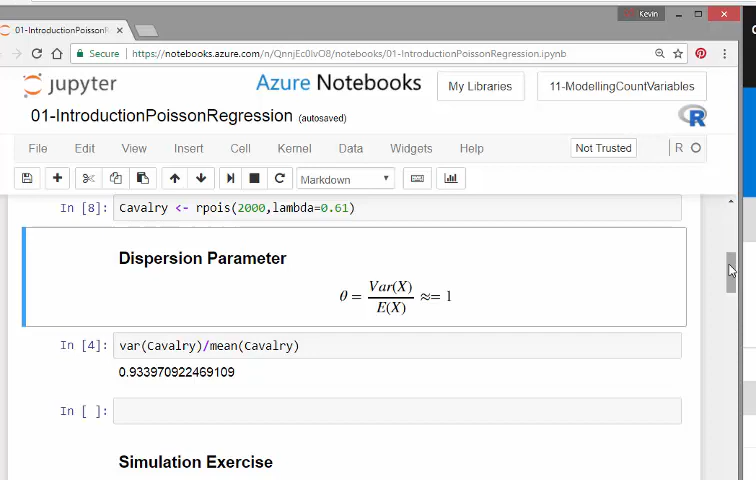 Kevin
01-IntroductionPoissonRegression
Secure https://notebooks.azure.com/n/QnnjEc0IvO8/notebooks/01-IntroductionPoissonRegression.ipynb
jupyter Azure Notebooks My Libraries 11-ModellingCountVariables
01-IntroductionPoissonRegression (autosaved) R
File Edit View Insert Cell Kernel Data Widgets Help Not Trusted R
Markdown
In [8]: Cavalry <- rpois(2000,lambda=0.61)
Dispersion Parameter
θ = Var(X) / E(X) ≈= 1
In [4]: var(Cavalry)/mean(Cavalry)
0.933970922469109
In [ ]:
Simulation Exercise